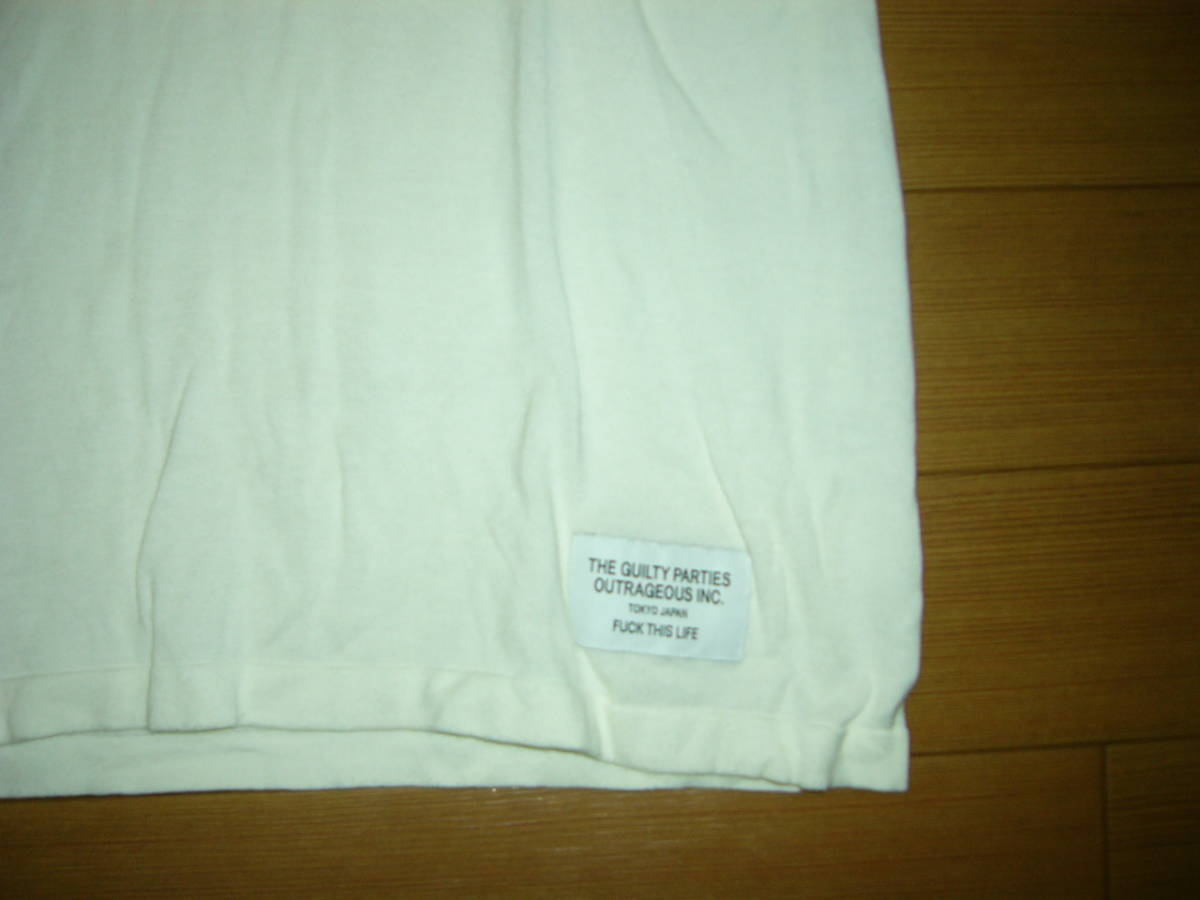 THE GUILTY PARTIES
OUTRAGEOUS INC.
TOKYO JAPAN
FUCK THIS LIFE